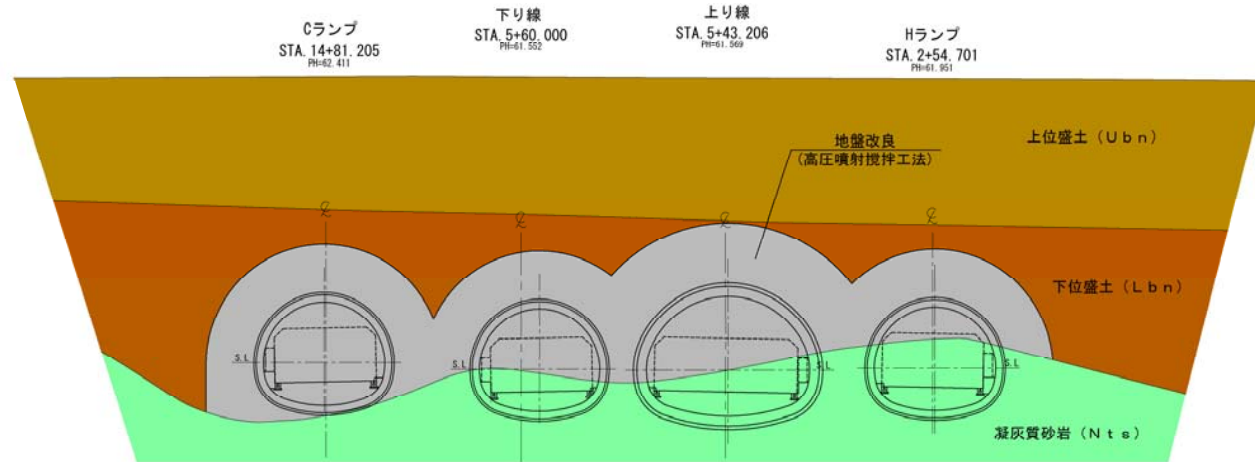 Cランプ
STA. 14+81. 205
PH=62. 411
下り線
STA. 5+60. 000
PH=61. 552
上り線
STA. 5+43. 206
PH=61. 569
Hランプ
STA. 2+54. 701
PH=61. 951
上位盛土(Ubn)
地盤改良
(高圧噴射撹拌工法)
下位盛土(Lbn)
S.L
S.L
S.L
S.L
凝灰質砂岩(Nts)